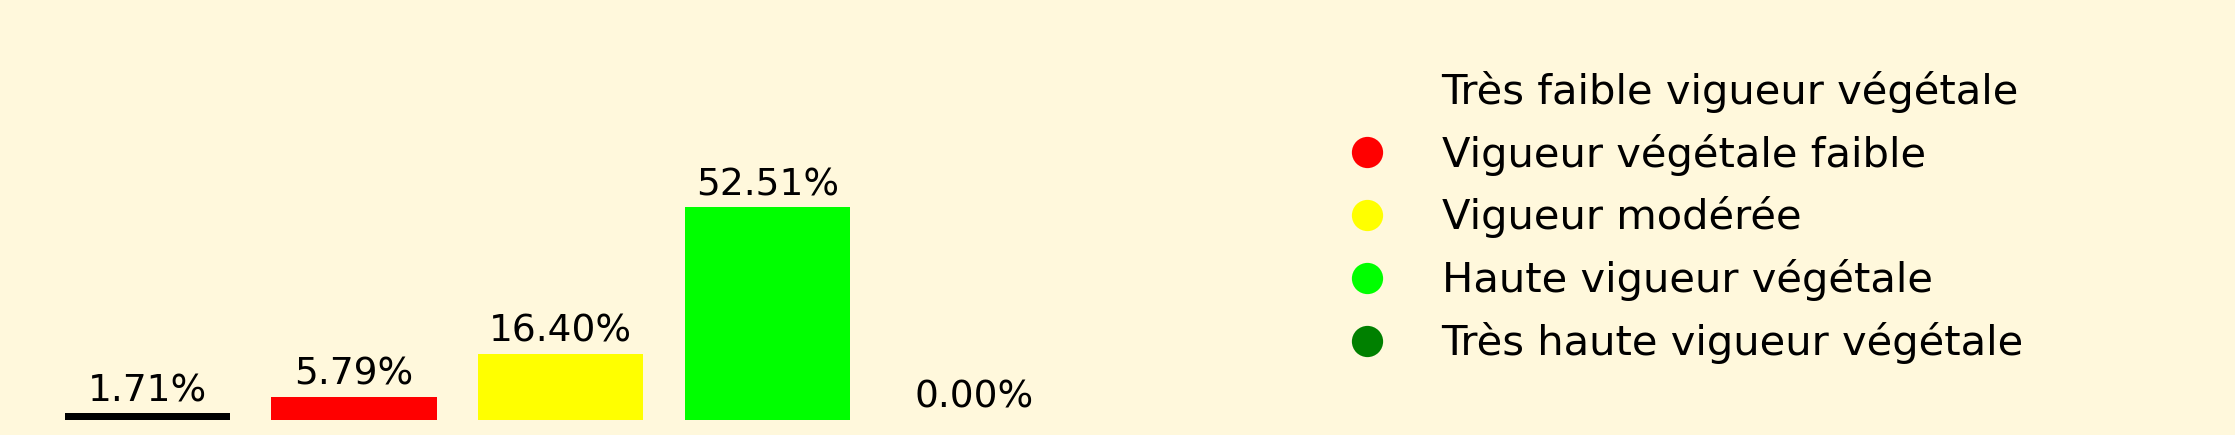 1.71%
5.79%
16.40%
52.51%
0.00%
Très faible vigueur végétale
Vigueur végétale faible
Vigueur modérée
Haute vigueur végétale
Très haute vigueur végétale